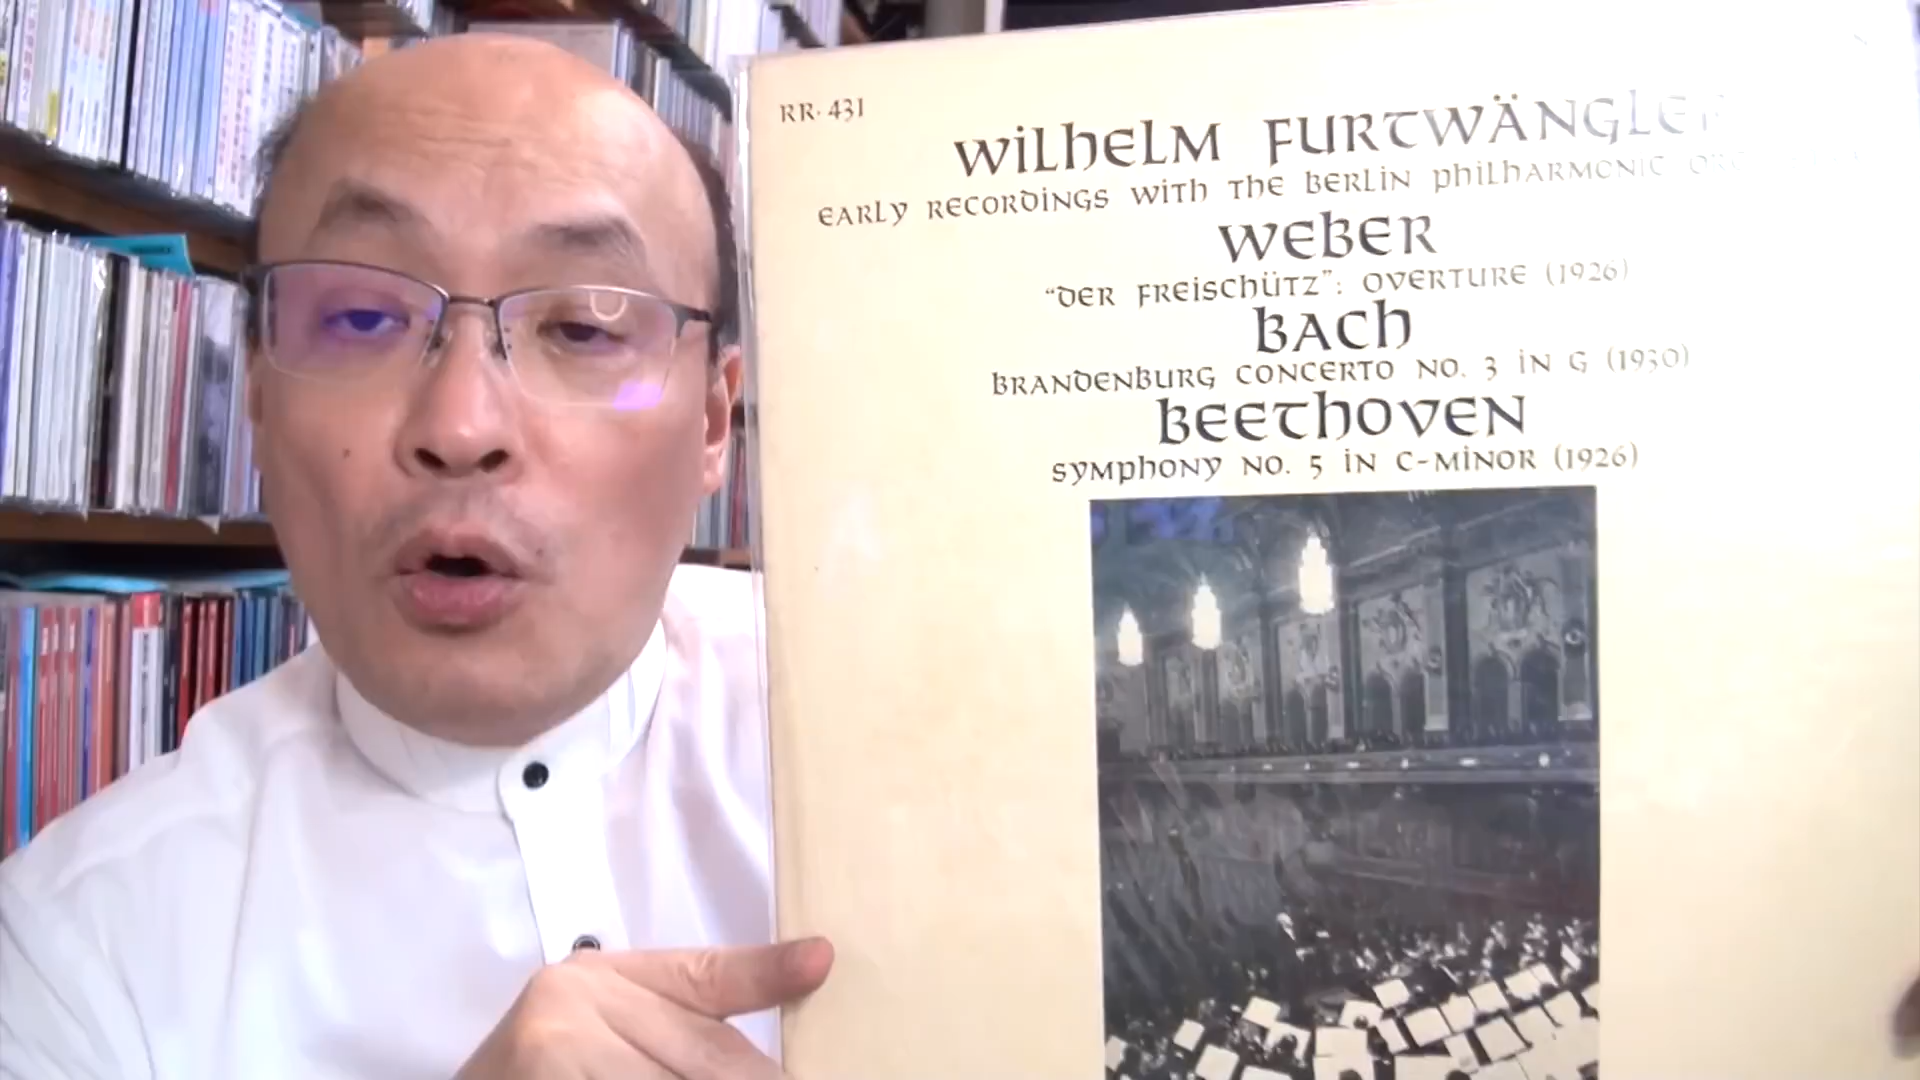 RR·431
WILHELM FURTWÄNGLER
EARLY RECORDINGS WITH THE BERLIN PHILHARMONIC
WEBER
“DER FREISCHÜTZ”: OVERTURE (1926)
BACH
BRANDENBURG CONCERTO NO. 3 IN G (1930)
BEETHOVEN
SYMPHONY NO. 5 IN C-MINOR (1926)